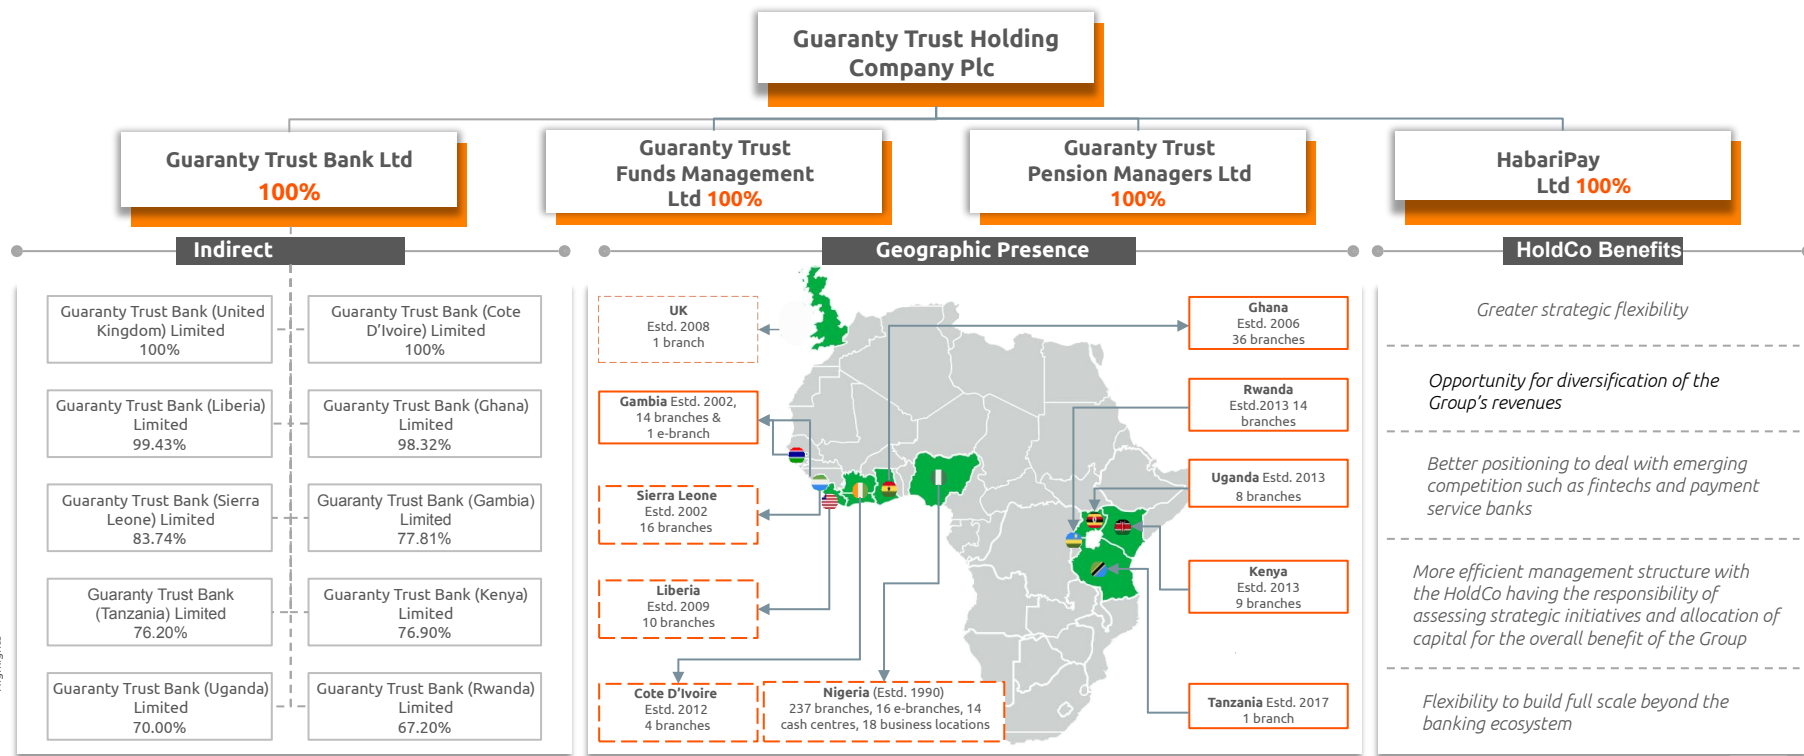 Guaranty Trust Holding
Company Plc
Guaranty Trust Bank Ltd
100%
Guaranty Trust
Funds Management
Ltd 100%
Guaranty Trust
Pension Managers Ltd
100%
HabariPay
Ltd 100%
Indirect
Guaranty Trust Bank (United
Kingdom) Limited
100%
Guaranty Trust Bank (Cote
D'Ivoire) Limited
100%
Guaranty Trust Bank (Liberia)
Limited
99.43%
Guaranty Trust Bank (Ghana)
Limited
98.32%
Guaranty Trust Bank (Sierra
Leone) Limited
83.74%
Guaranty Trust Bank (Gambia)
Limited
77.81%
Guaranty Trust Bank
(Tanzania) Limited
76.20%
Guaranty Trust Bank (Kenya)
Limited
76.90%
Guaranty Trust Bank (Uganda)
Limited
70.00%
Guaranty Trust Bank (Rwanda)
Limited
67.20%
Geographic Presence
UK
Estd. 2008
1 branch
Gambia Estd. 2002,
14 branches &
1 e-branch
Sierra Leone
Estd. 2002
16 branches
Liberia
Estd. 2009
10 branches
Cote D'Ivoire
Estd. 2012
4 branches
Nigeria (Estd. 1990)
237 branches, 16 e-branches, 14
cash centres, 18 business locations
Ghana
Estd. 2006
36 branches
Rwanda
Estd.2013 14
branches
Uganda Estd. 2013
8 branches
Kenya
Estd. 2013
9 branches
Tanzania Estd. 2017
1 branch
HoldCo Benefits
Greater strategic flexibility
Opportunity for diversification of the
Group's revenues
Better positioning to deal with emerging
competition such as fintechs and payment
service banks
More efficient management structure with
the HoldCo having the responsibility of
assessing strategic initiatives and allocation of
capital for the overall benefit of the Group
Flexibility to build full scale beyond the
banking ecosystem